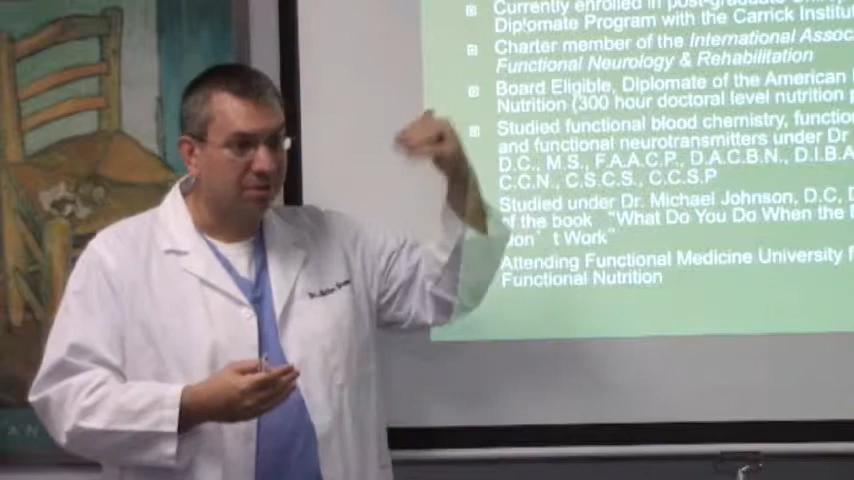 Currently enrolled in post-graduate
Diplomate Program with the Carrick
Charter member of the International
Functional Neurology & Rehabilitation
Board Eligible, Diplomate of the American
Nutrition (300 hour doctoral level nutrition
Studied functional blood chemistry,
and functional neurotransmitters under Dr
D.C., M.S., F.A.A.C.P., D.A.C.B.N., D.I.B.A
C.C.N., C.S.C.S., C.C.S.P
Studied under Dr. Michael Johnson, D.C,
of the book "What Do You Do When the
on't Work"
Attending Functional Medicine University
Functional Nutrition
Dr.
A N